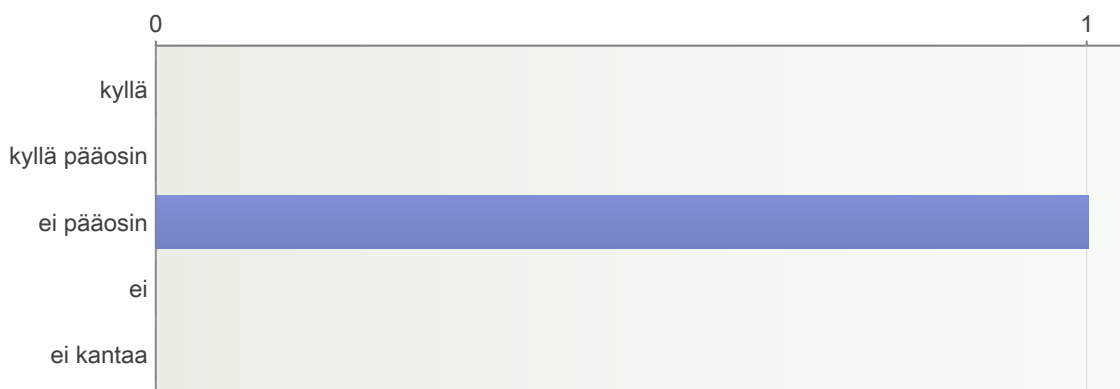 0 1
kyllä
kyllä pääosin
ei pääosin
ei
ei kantaa